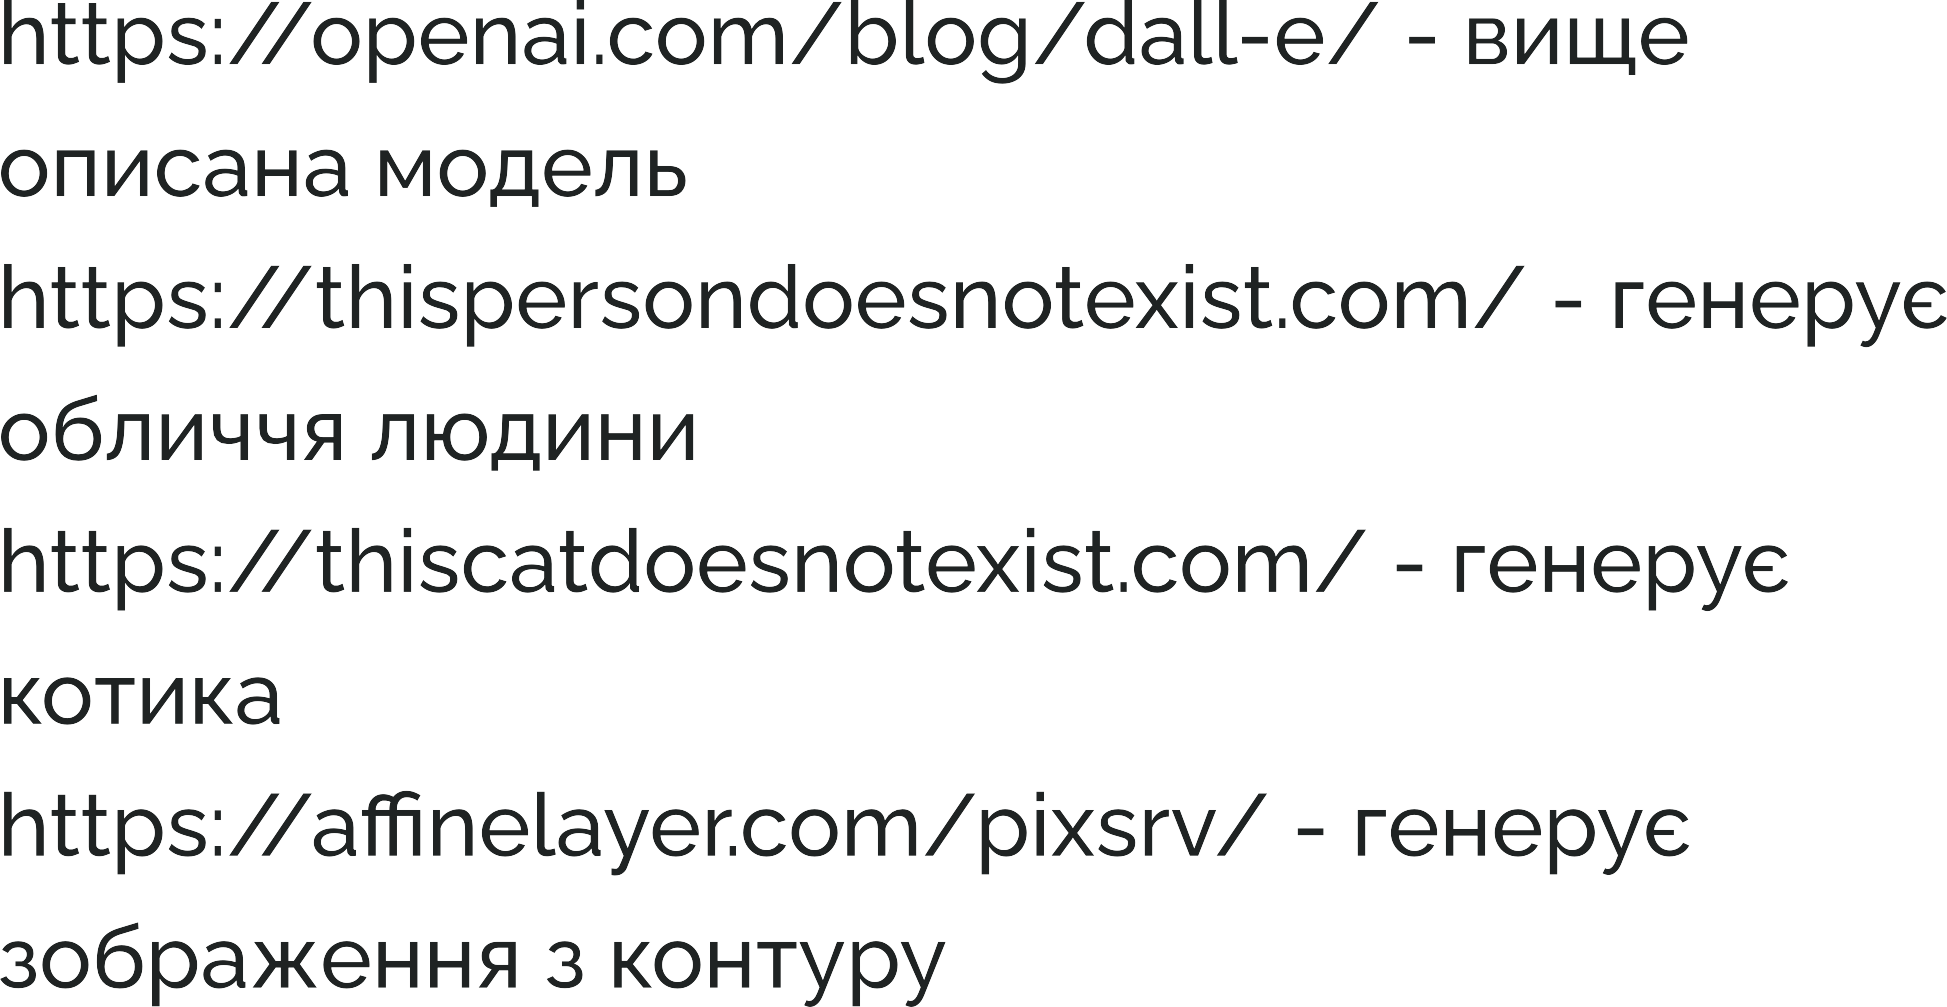 https://openai.com/blog/dall-e/ - вище
описана модель
https://thispersondoesnotexist.com/ - генерує
обличчя людини
https://thiscatdoesnotexist.com/ - генерує
котика
https://affinelayer.com/pixsrv/ - генерує
зображення з контуру